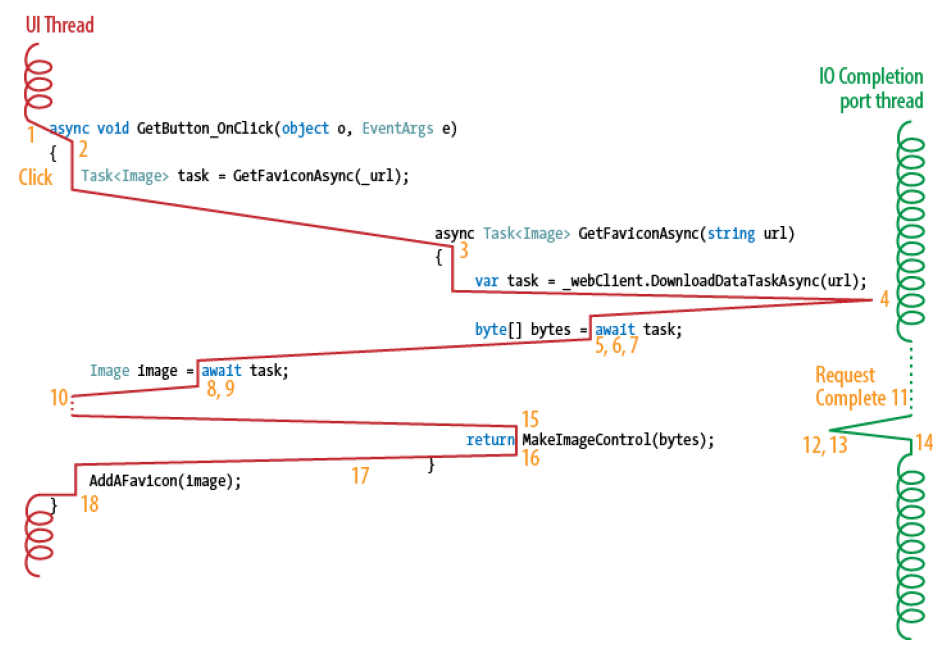 UI Thread
IO Completion
port thread
1
async void GetButton_OnClick(object o, EventArgs e)
{
2
Click
Task<Image> task = GetFaviconAsync(_url);
async Task<Image> GetFaviconAsync(string url)
{
3
var task = _webClient.DownloadDataTaskAsync(url);
4
byte[] bytes = await task;
5, 6, 7
Image image = await task;
8, 9
10
Request
Complete 11
15
return MakeImageControl(bytes);
12, 13
14
16
}
17
AddAFavicon(image);
}
18